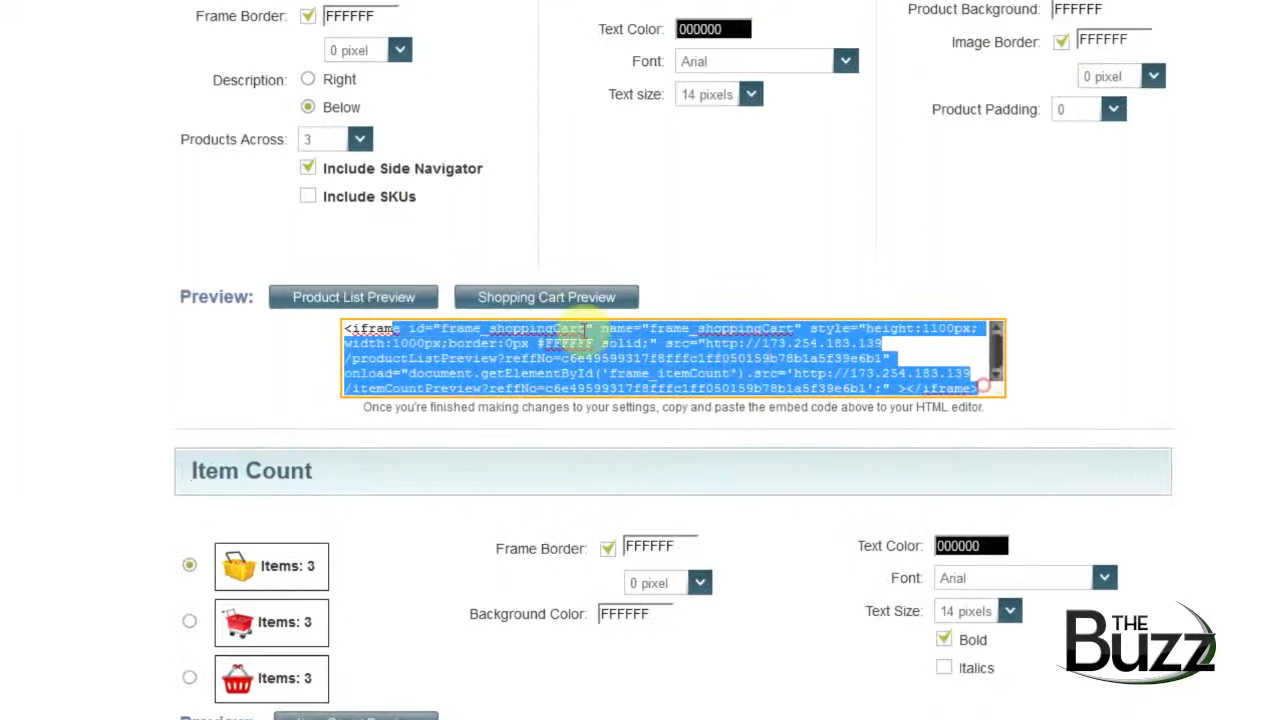 Frame Border: FFFFFF
0 pixel
Description: Right
Below
Products Across: 3
Include Side Navigator
Include SKUs
Text Color: 000000
Font: Arial
Text size: 14 pixels
Product Background: FFFFFF
Image Border: FFFFFF
0 pixel
Product Padding: 0
Preview: Product List Preview Shopping Cart Preview
<iframe id="frame_shoppingCart" name="frame_shoppingCart" style="height:1100px;
width:1000px;border:0px #FFFFFF solid;" src="http://173.254.183.139
/productListPreview?reffNo=c6e49599317f8fffc1ff050159b78b1a5f39e6b1"
onload="document.getElementById('frame_itemCount').src='http://173.254.183.139
/itemCountPreview?reffNo=c6e49599317f8fffc1ff050159b78b1a5f39e6b1';" ></iframe>
Once you're finished making changes to your settings, copy and paste the embed code above to your HTML editor.
Item Count
Items: 3
Items: 3
Items: 3
Frame Border: FFFFFF
0 pixel
Background Color: FFFFFF
Text Color: 000000
Font: Arial
Text Size: 14 pixels
Bold
Italics
THE
Buzz